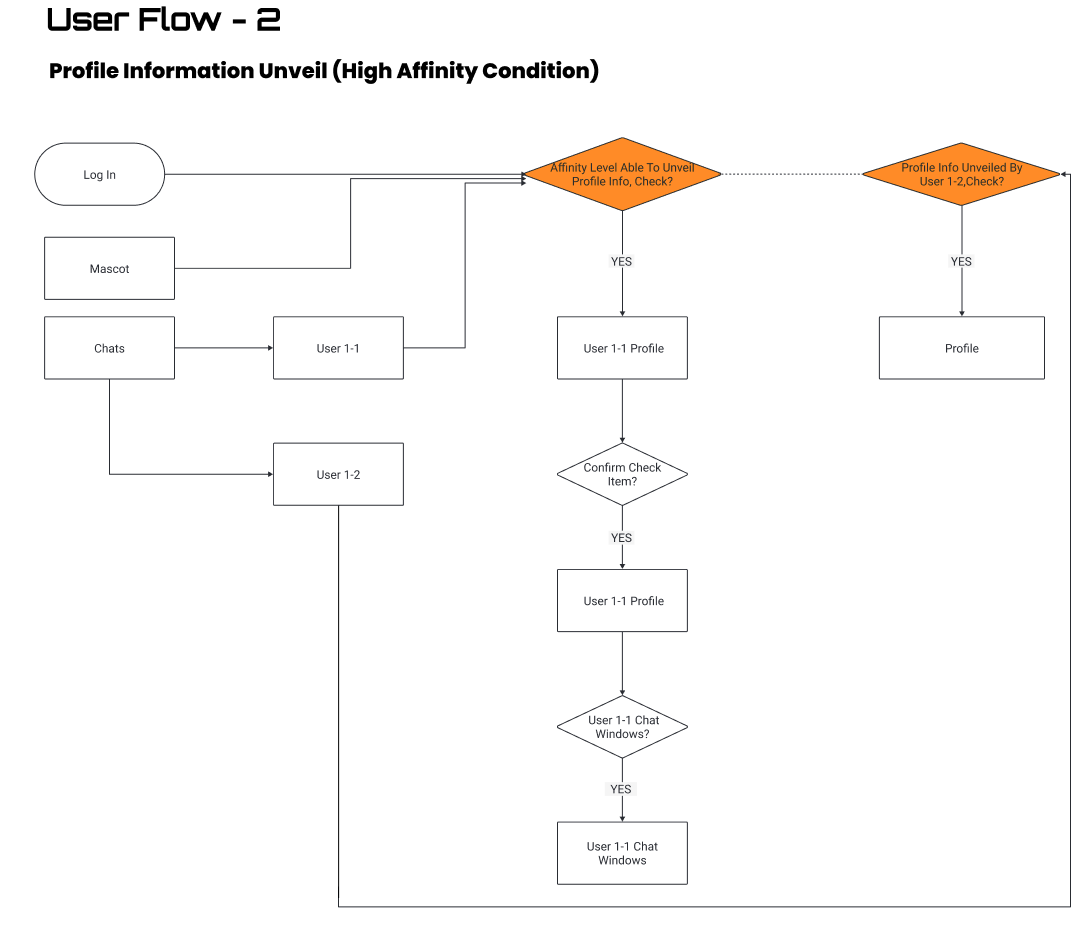 User Flow - 2
Profile Information Unveil (High Affinity Condition)
Log In
Affinity Level Able To Unveil
Profile Info, Check?
Profile Info Unveiled By
User 1-2,Check?
Mascot
YES
YES
Chats
User 1-1
User 1-1 Profile
Profile
User 1-2
Confirm Check
Item?
YES
User 1-1 Profile
User 1-1 Chat
Windows?
YES
User 1-1 Chat
Windows